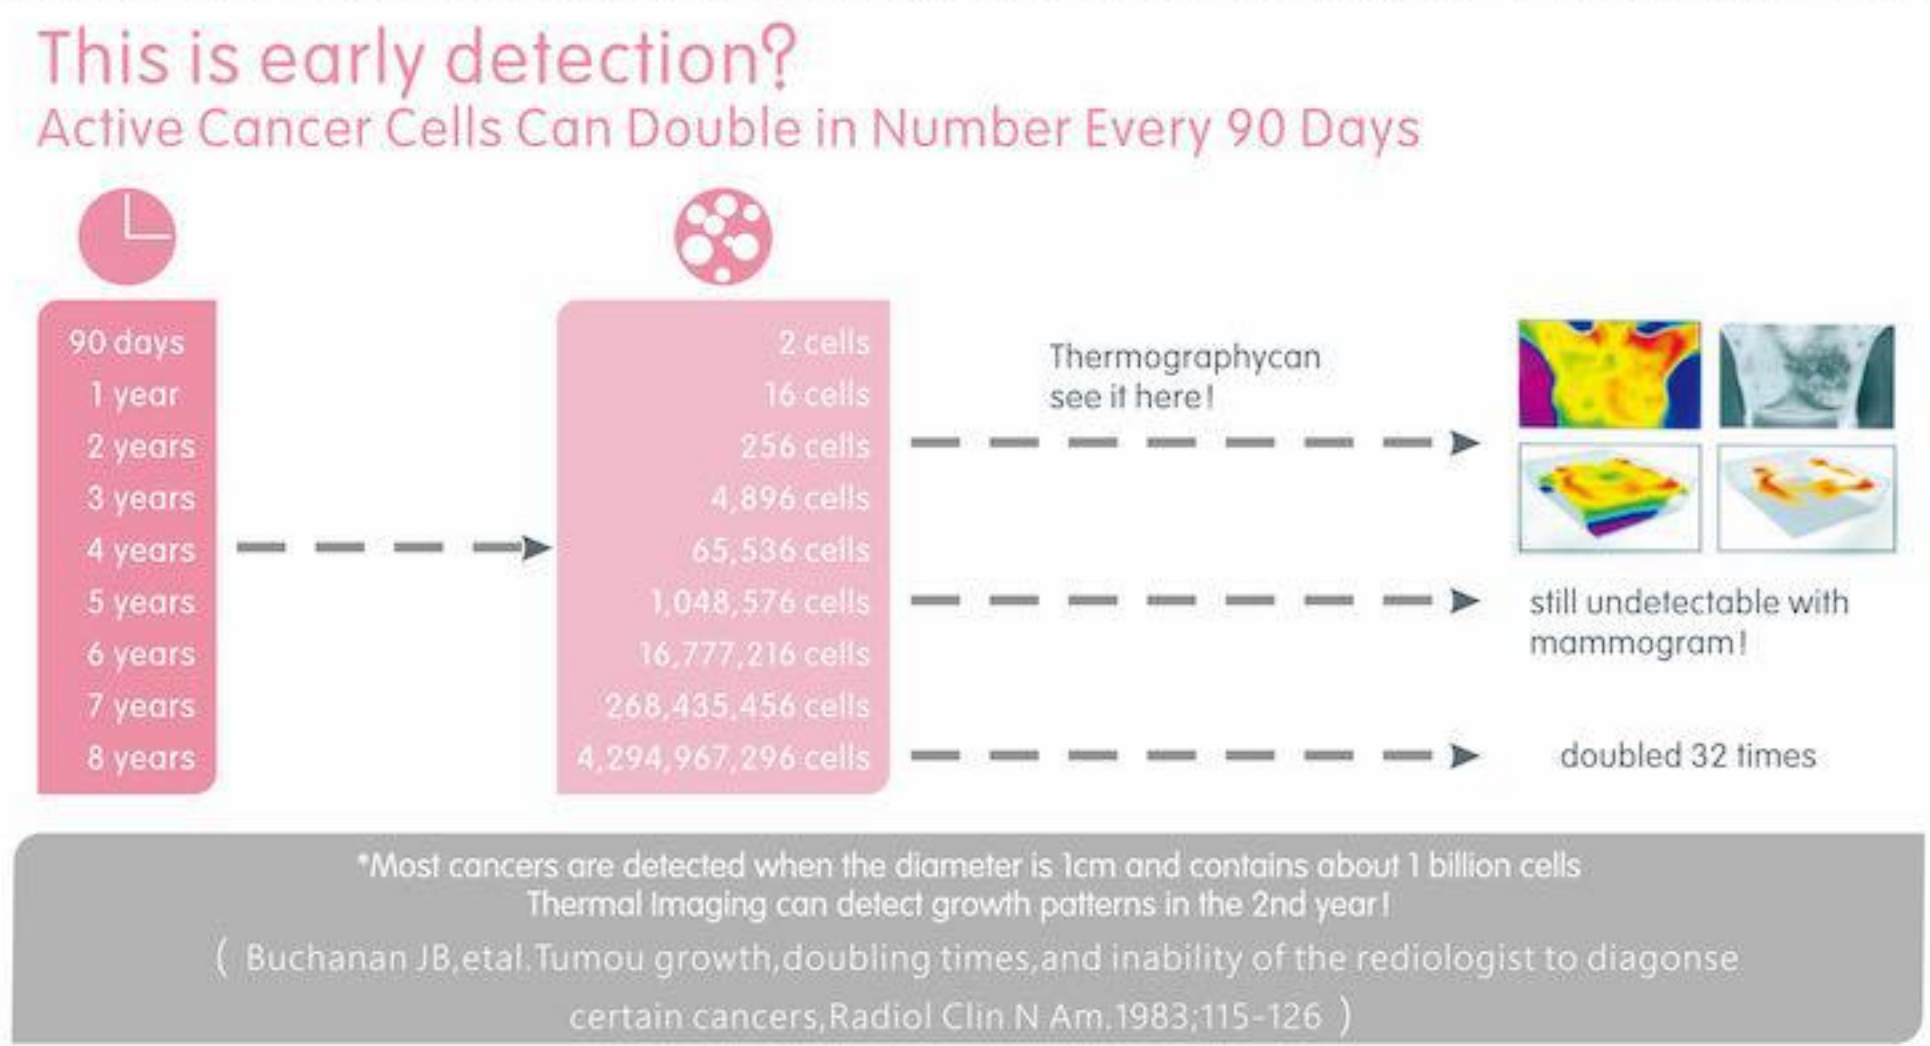 This is early detection?
Active Cancer Cells Can Double in Number Every 90 Days
90 days
1 year
2 years
3 years
4 years
5 years
6 years
7 years
8 years
2 cells
16 cells
256 cells
4,896 cells
65,536 cells
1,048,576 cells
16,777,216 cells
268,435,456 cells
4,294,967,296 cells
Thermographycan
see it here!
still undetectable with
mammogram!
doubled 32 times
*Most cancers are detected when the diameter is 1cm and contains about 1 billion cells
Thermal Imaging can detect growth patterns in the 2nd year!
( Buchanan JB,etal.Tumou growth,doubling times,and inability of the rediologist to diagonse
certain cancers,Radiol Clin N Am.1983;115-126 )